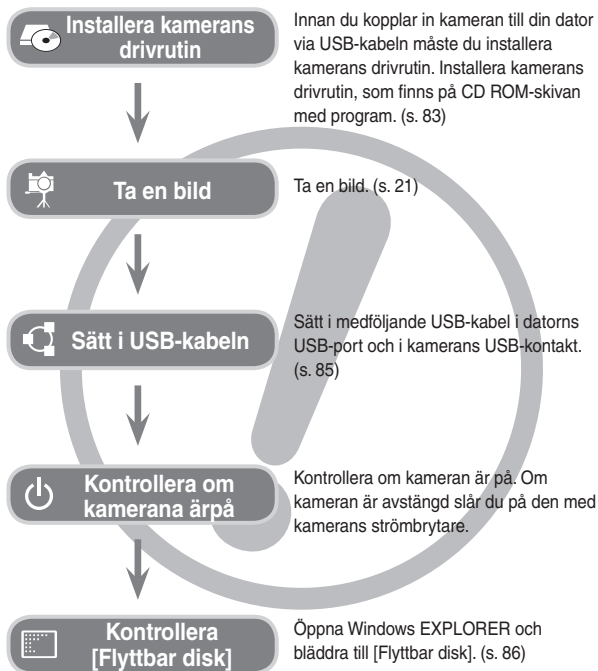 Installera kamerans
drivrutin
Innan du kopplar in kameran till din dator
via USB-kabeln måste du installera
kamerans drivrutin. Installera kamerans
drivrutin, som finns på CD ROM-skivan
med program. (s. 83)
Ta en bild
Ta en bild. (s. 21)
Sätt i USB-kabeln
Sätt i medföljande USB-kabel i datorns
USB-port och i kamerans USB-kontakt.
(s. 85)
Kontrollera om
kamerana ärpå
Kontrollera om kameran är på. Om
kameran är avstängd slår du på den med
kamerans strömbrytare.
Kontrollera
[Flyttbar disk]
Öppna Windows EXPLORER och
bläddra till [Flyttbar disk]. (s. 86)